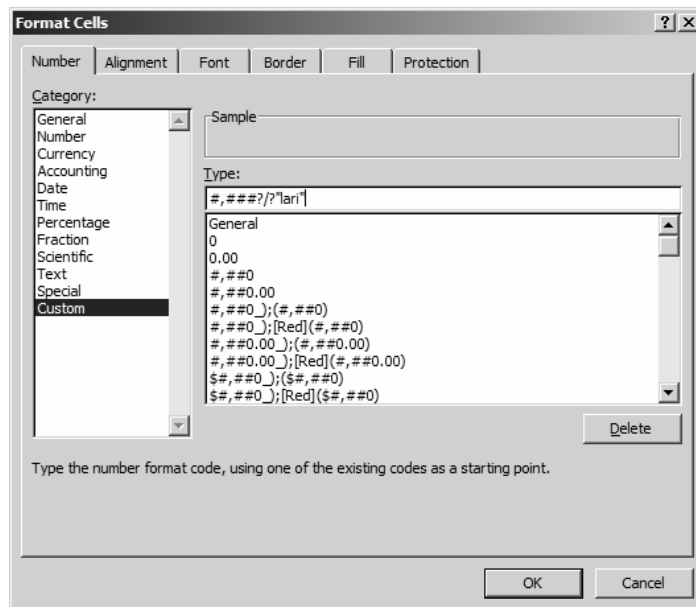 Format Cells
Number Alignment Font Border Fill Protection
Category:
General
Number
Currency
Accounting
Date
Time
Percentage
Fraction
Scientific
Text
Special
Custom
Sample
Type:
#,###?/?"lari"
General
0
0.00
#,##0
#,##0.00
#,##0_);(#,##0)
#,##0_);[Red](#,##0)
#,##0.00_);(#,##0.00)
#,##0.00_);[Red](#,##0.00)
$#,##0_);($#,##0)
$#,##0_);[Red]($#,##0)
Delete
Type the number format code, using one of the existing codes as a starting point.
OK Cancel